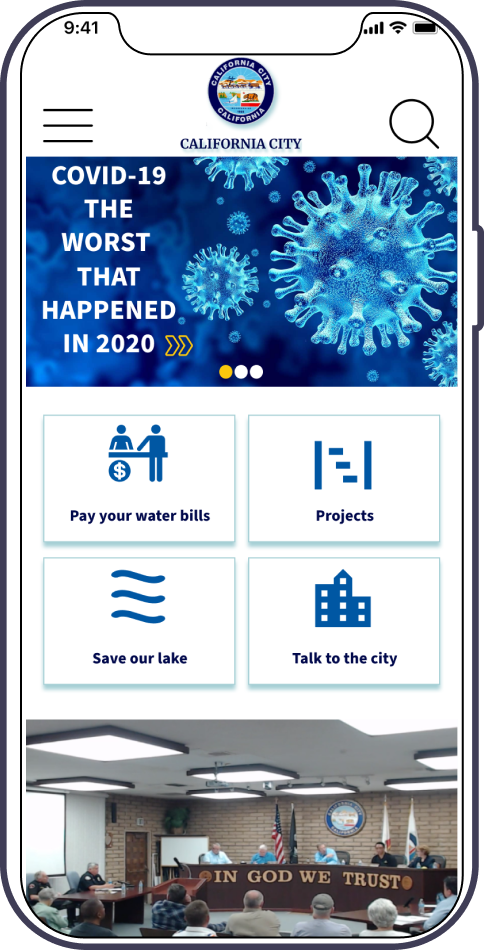 9:41
CALIFORNIA CITY
CALIFORNIA
CALIFORNIA CITY
COVID-19
THE
WORST
THAT
HAPPENED
IN 2020
$
Pay your water bills
Projects
Save our lake
Talk to the city
IN GOD WE TRUST